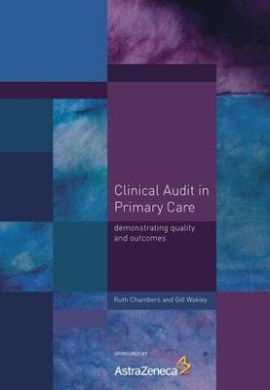 Clinical Audit in
Primary Care
demonstrating quality
and outcomes
Ruth Chambers and Gill Wakley
SPONSORED BY
AstraZeneca